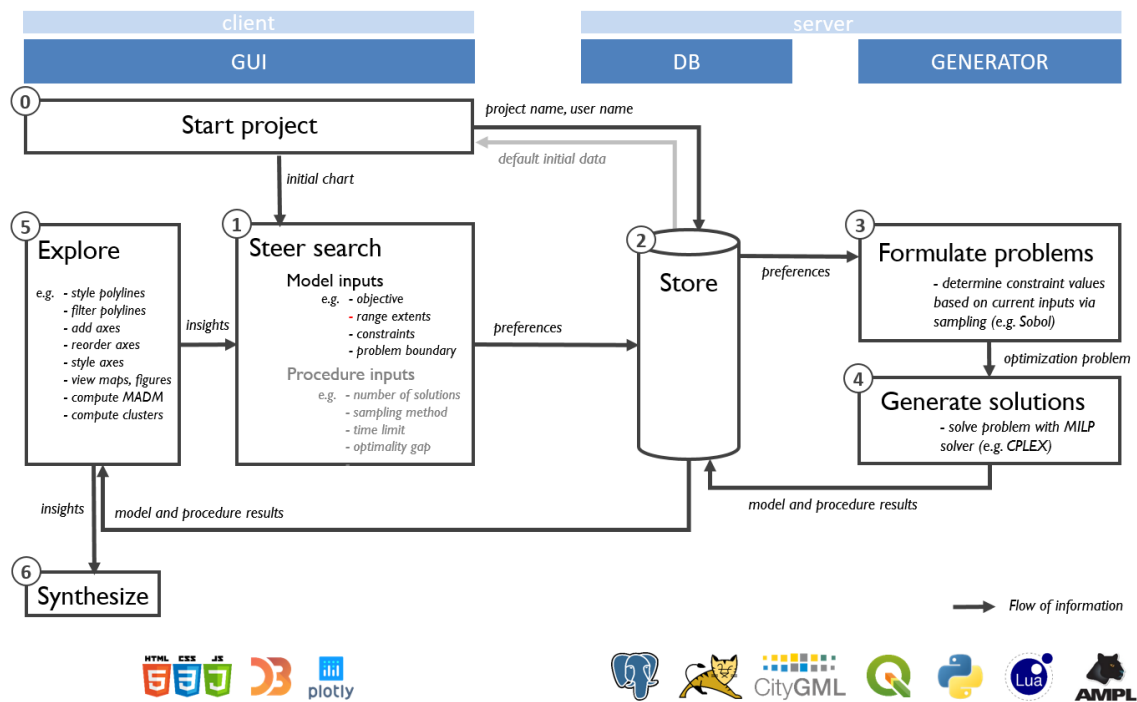 client
server
GUI
DB
GENERATOR
0
Start project
project name, user name
default initial data
initial chart
5
Explore
e.g. - style polylines
- filter polylines
- add axes
- reorder axes
- style axes
- view maps, figures
- compute MADM
- compute clusters
insights
1
Steer search
Model inputs
e.g. - objective
- range extents
- constraints
- problem boundary
Procedure inputs
e.g. - number of solutions
- sampling method
- time limit
- optimality gap
-
preferences
2
Store
preferences
3
Formulate problems
- determine constraint values
based on current inputs via
sampling (e.g. Sobol)
optimization problem
4
Generate solutions
- solve problem with MILP
solver (e.g. CPLEX)
insights
model and procedure results
model and procedure results
6
Synthesize
Flow of information
HTML CSS JS
5 3 J
D3
plotly
CityGML
Lua
AMPL